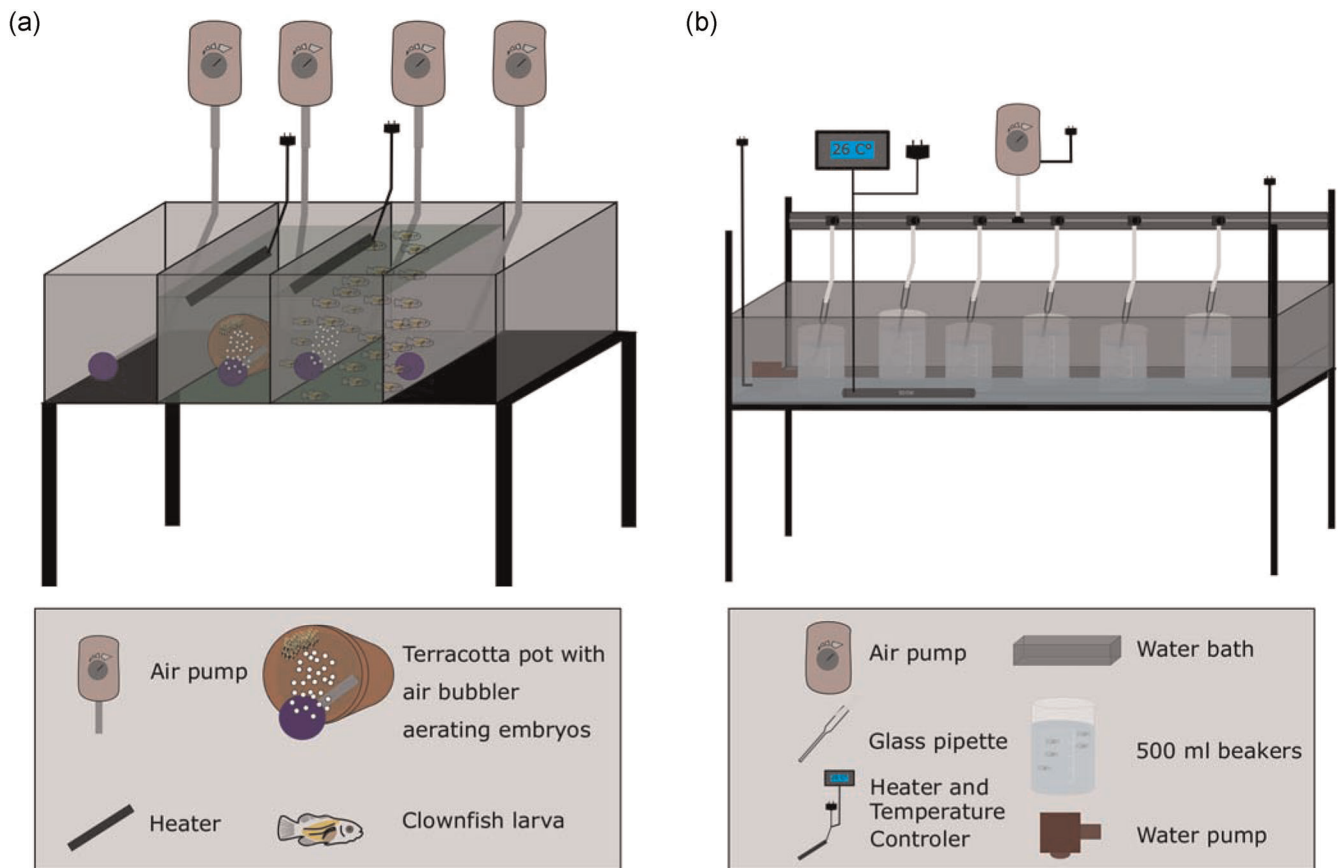 (a)
(b)
26 C°
Air pump
Terracotta pot with
air bubbler
aerating embryos
Heater
Clownfish larva
Air pump
Water bath
Glass pipette
500 ml beakers
Heater and
Temperature
Controler
Water pump